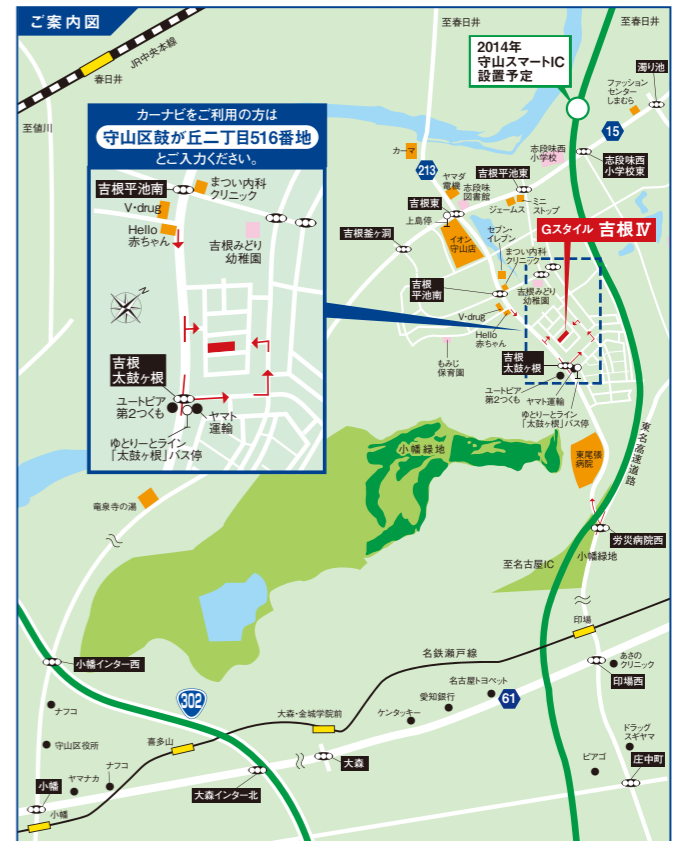 ご案内図
至春日井
至春日井
JR中央本線
春日井
至値川
2014年
守山スマートIC
設置予定
濁り池
ファッション
センター
しまむら
15
志段味西
小学校
志段味西
小学校東
カーナビをご利用の方は
守山区鼓が丘二丁目516番地
とご入力ください。
吉根平池南
まつい内科
クリニック
V・drug
Hello
赤ちゃん
吉根みどり
幼稚園
N
吉根
太鼓ヶ根
ユートピア
第2つくも
ヤマト
運輸
ゆとりーとライン
「太鼓ヶ根」バス停
カーマ
213
ヤマダ
電機
志段味
図書館
吉根平池東
ジェームス
ミニ
ストップ
吉根東
上島停
吉根釜ヶ洞
イオン
守山店
セブン-
イレブン
まつい内科
クリニック
Gスタイル 吉根Ⅳ
吉根
平池南
吉根みどり
幼稚園
V・drug
Hello
赤ちゃん
もみじ
保育園
吉根
太鼓ヶ根
ユートピア
第2つくも
ヤマト運輸
ゆとりーとライン
「太鼓ヶ根」バス停
小幡緑地
東尾張
病院
東名高速道路
竜泉寺の湯
労災病院西
小幡緑地
至名古屋IC
印場
名鉄瀬戸線
小幡インター西
あさの
クリニック
印場西
名古屋トヨペット
愛知銀行
61
ケンタッキー
302
大森・金城学院前
ナフコ
喜多山
守山区役所
ドラッグ
スギヤマ
ピアゴ
庄中町
大森
ナフコ
ヤマナカ
小幡
大森インター北
小幡